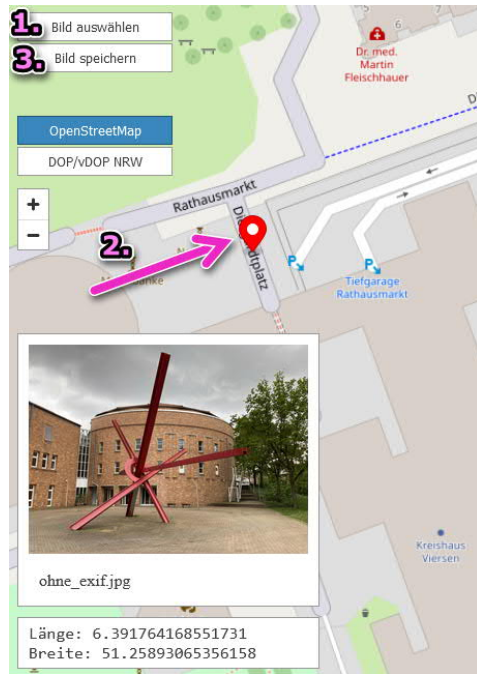 1. Bild auswählen
3. Bild speichern
OpenStreetMap
DOP/vDOP NRW
+
−
2.
6
Dr. med.
Martin
Fleischhauer
Rathausmarkt
P
P
Tiefgarage
Rathausmarkt
Kreishaus
Viersen
ohne_exif.jpg
Länge: 6.391764168551731
Breite: 51.25893065356158